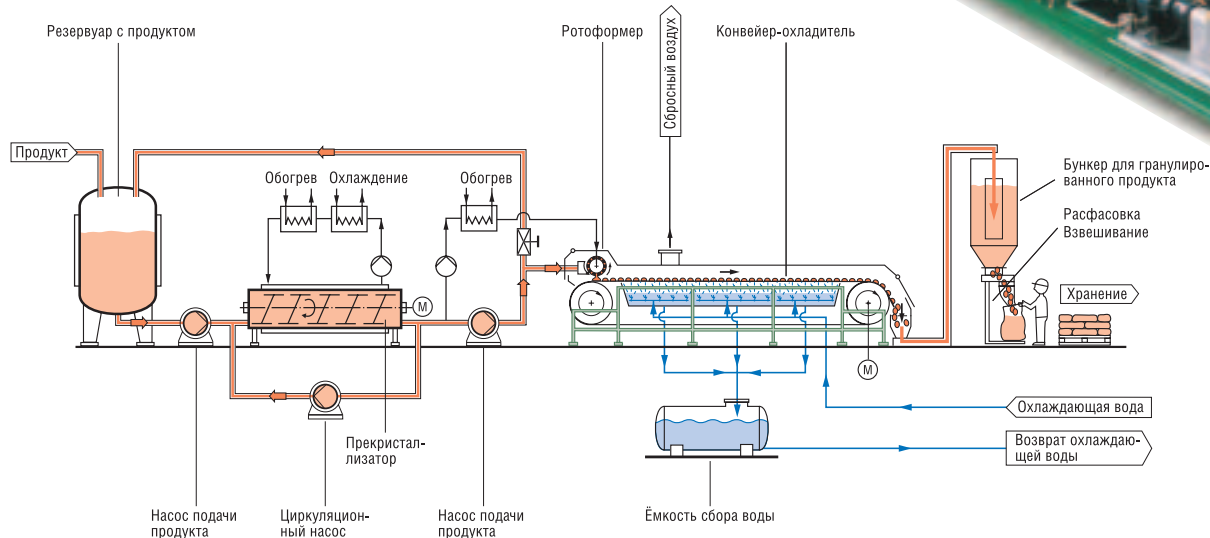 Резервуар с продуктом
Ротоформер
Сбросный воздух
Конвейер-охладитель
Продукт
Обогрев
Охлаждение
Обогрев
Бункер для гранулиро-
ванного продукта
Расфасовка
Взвешивание
Хранение
M
M
Охлаждающая вода
Возврат охлаждаю-
щей воды
Прекристал-
лизатор
Насос подачи
продукта
Циркуляцион-
ный насос
Насос подачи
продукта
Ёмкость сбора воды